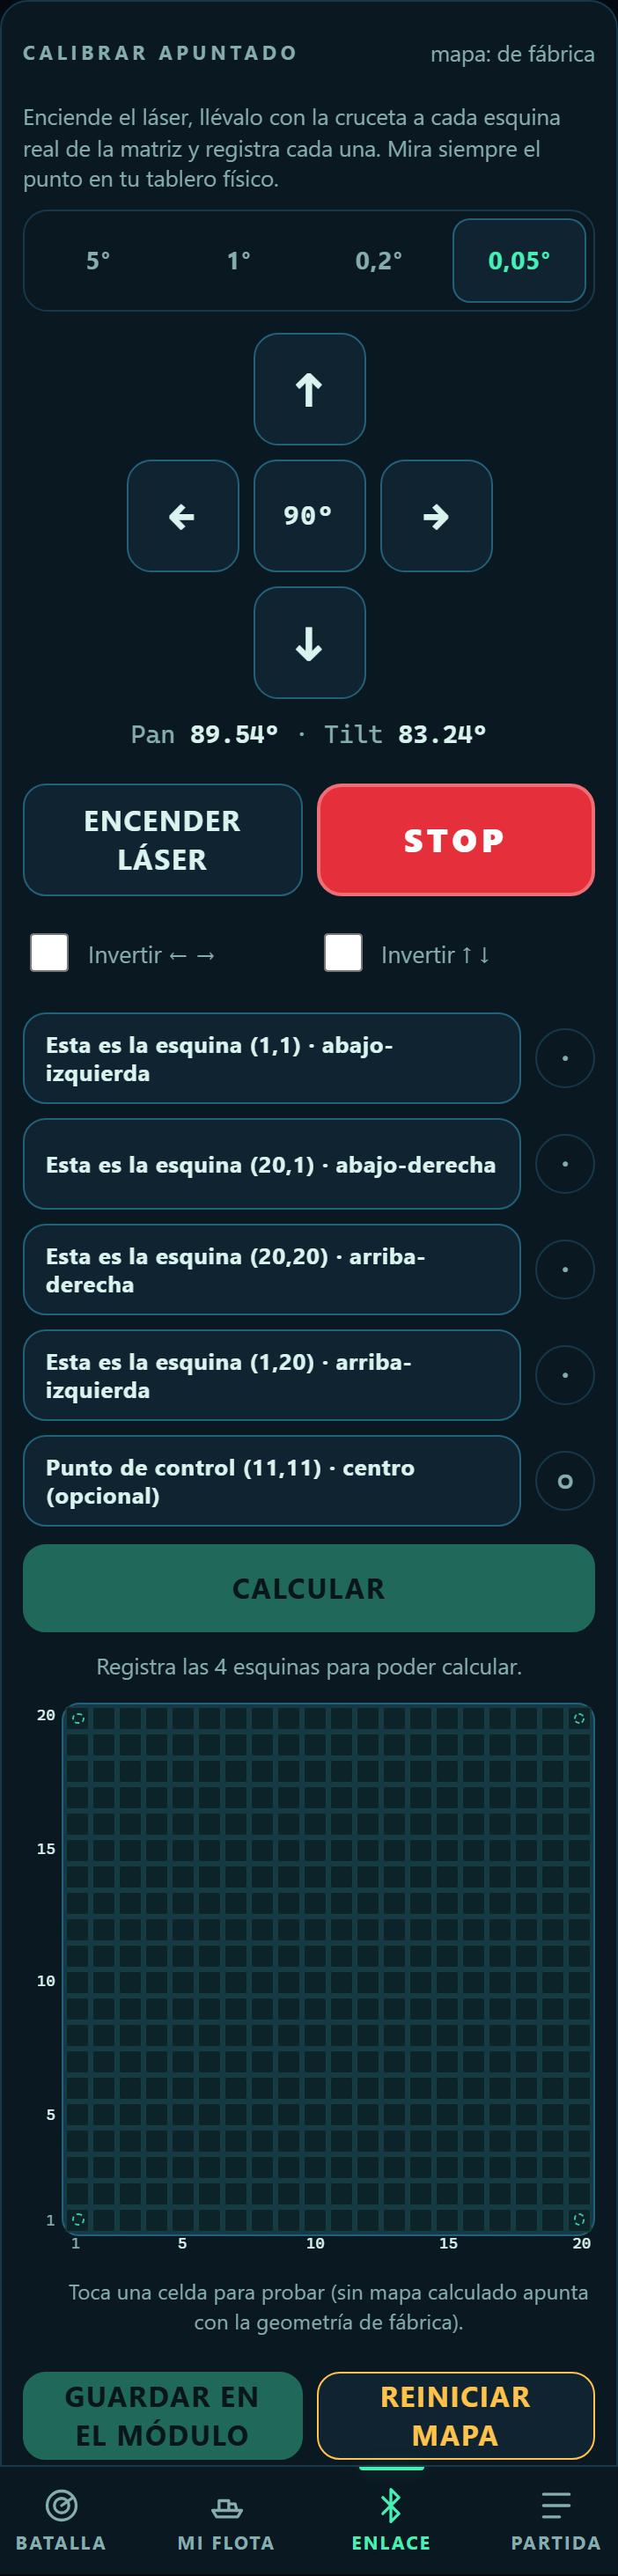 CALIBRAR APUNTADO mapa: de fábrica
Enciende el láser, llévalo con la cruceta a cada esquina
real de la matriz y registra cada una. Mira siempre el
punto en tu tablero físico.
5° 1° 0,2° 0,05°
↑
← 90° →
↓
Pan 89.54° · Tilt 83.24°
ENCENDER
LÁSER
STOP
Invertir ← → Invertir ↑ ↓
Esta es la esquina (1,1) · abajo-
izquierda
Esta es la esquina (20,1) · abajo-derecha
Esta es la esquina (20,20) · arriba-
derecha
Esta es la esquina (1,20) · arriba-
izquierda
Punto de control (11,11) · centro
(opcional)
CALCULAR
Registra las 4 esquinas para poder calcular.
20
15
10
5
1
1 5 10 15 20
Toca una celda para probar (sin mapa calculado apunta
con la geometría de fábrica).
GUARDAR EN
EL MÓDULO
REINICIAR
MAPA
BATALLA MI FLOTA ENLACE PARTIDA